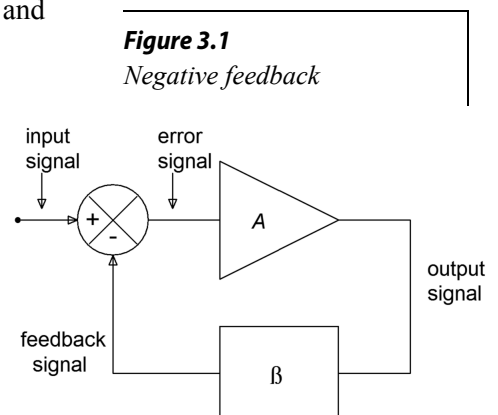 and
Figure 3.1
Negative feedback
input
signal
error
signal
+
-
A
output
signal
feedback
signal
ß